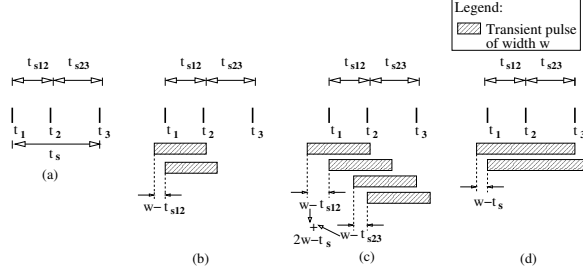 Legend:
Transient pulse
of width w
t s12 t s23
t 1 t 2 t 3
t s
(a)
t s12 t s23
t 1 t 2 t 3
w− t s12
(b)
t s12 t s23
t 1 t 2 t 3
w− t s12
+
2w− t s
w− t s23
(c)
t s12 t s23
t 1 t 2 t 3
w− t s
(d)